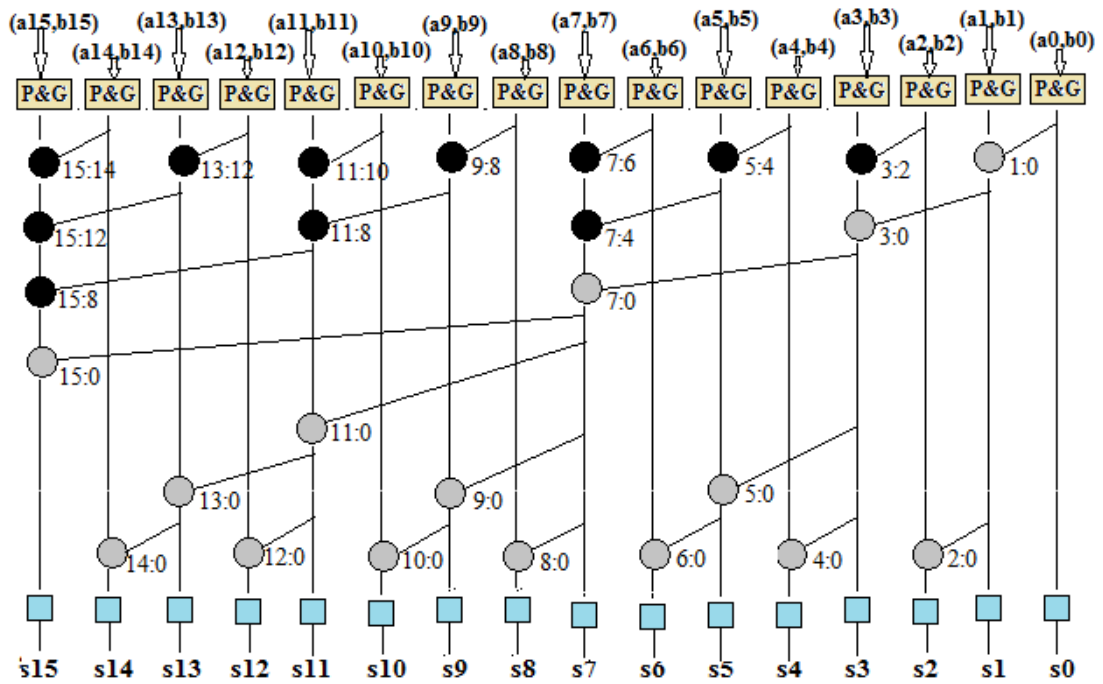 (a15,b15) (a13,b13) (a11,b11) (a9,b9) (a7,b7) (a5,b5) (a3,b3) (a1,b1)
(a14,b14) (a12,b12) (a10,b10) (a8,b8) (a6,b6) (a4,b4) (a2,b2) (a0,b0)
P&G P&G P&G P&G P&G P&G P&G P&G P&G P&G P&G P&G P&G P&G P&G P&G
15:14 13:12 11:10 9:8 7:6 5:4 3:2 1:0
15:12 11:8 7:4 3:0
15:8 7:0
15:0
11:0
13:0 9:0 5:0
14:0 12:0 10:0 8:0 6:0 4:0 2:0
s15 s14 s13 s12 s11 s10 s9 s8 s7 s6 s5 s4 s3 s2 s1 s0